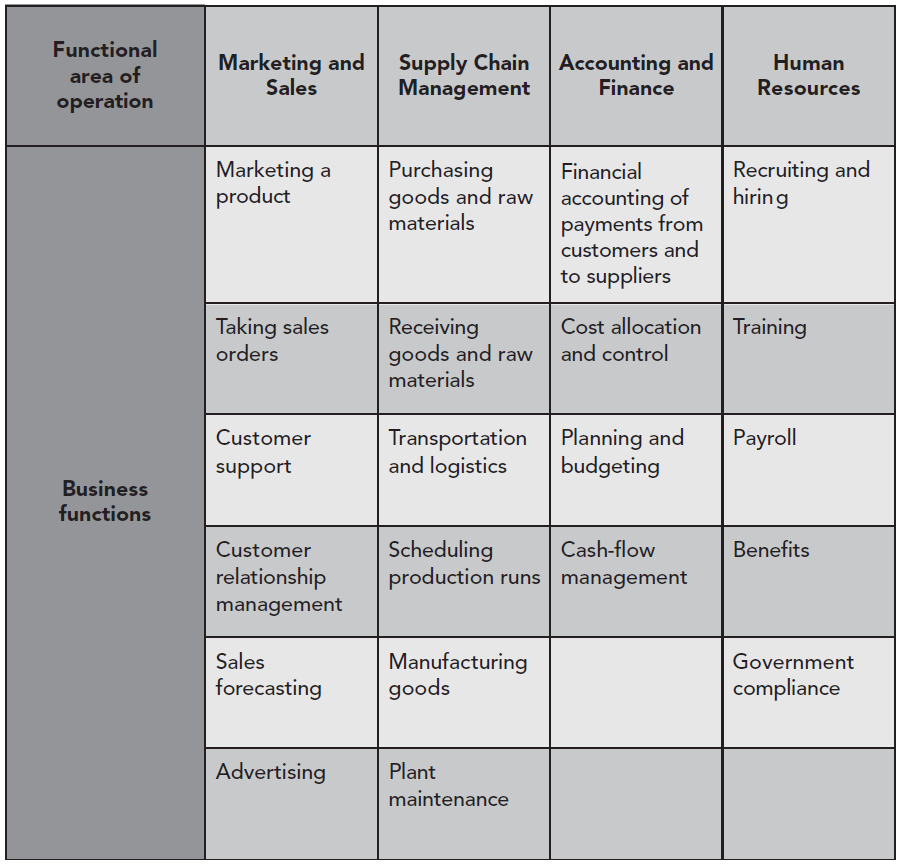 Functional
area of
operation
Marketing and
Sales
Supply Chain
Management
Accounting and
Finance
Human
Resources
Business
functions
Marketing a
product
Purchasing
goods and raw
materials
Financial
accounting of
payments from
customers and
to suppliers
Recruiting and
hiring
Taking sales
orders
Receiving
goods and raw
materials
Cost allocation
and control
Training
Customer
support
Transportation
and logistics
Planning and
budgeting
Payroll
Customer
relationship
management
Scheduling
production runs
Cash-flow
management
Benefits
Sales
forecasting
Manufacturing
goods
Government
compliance
Advertising
Plant
maintenance